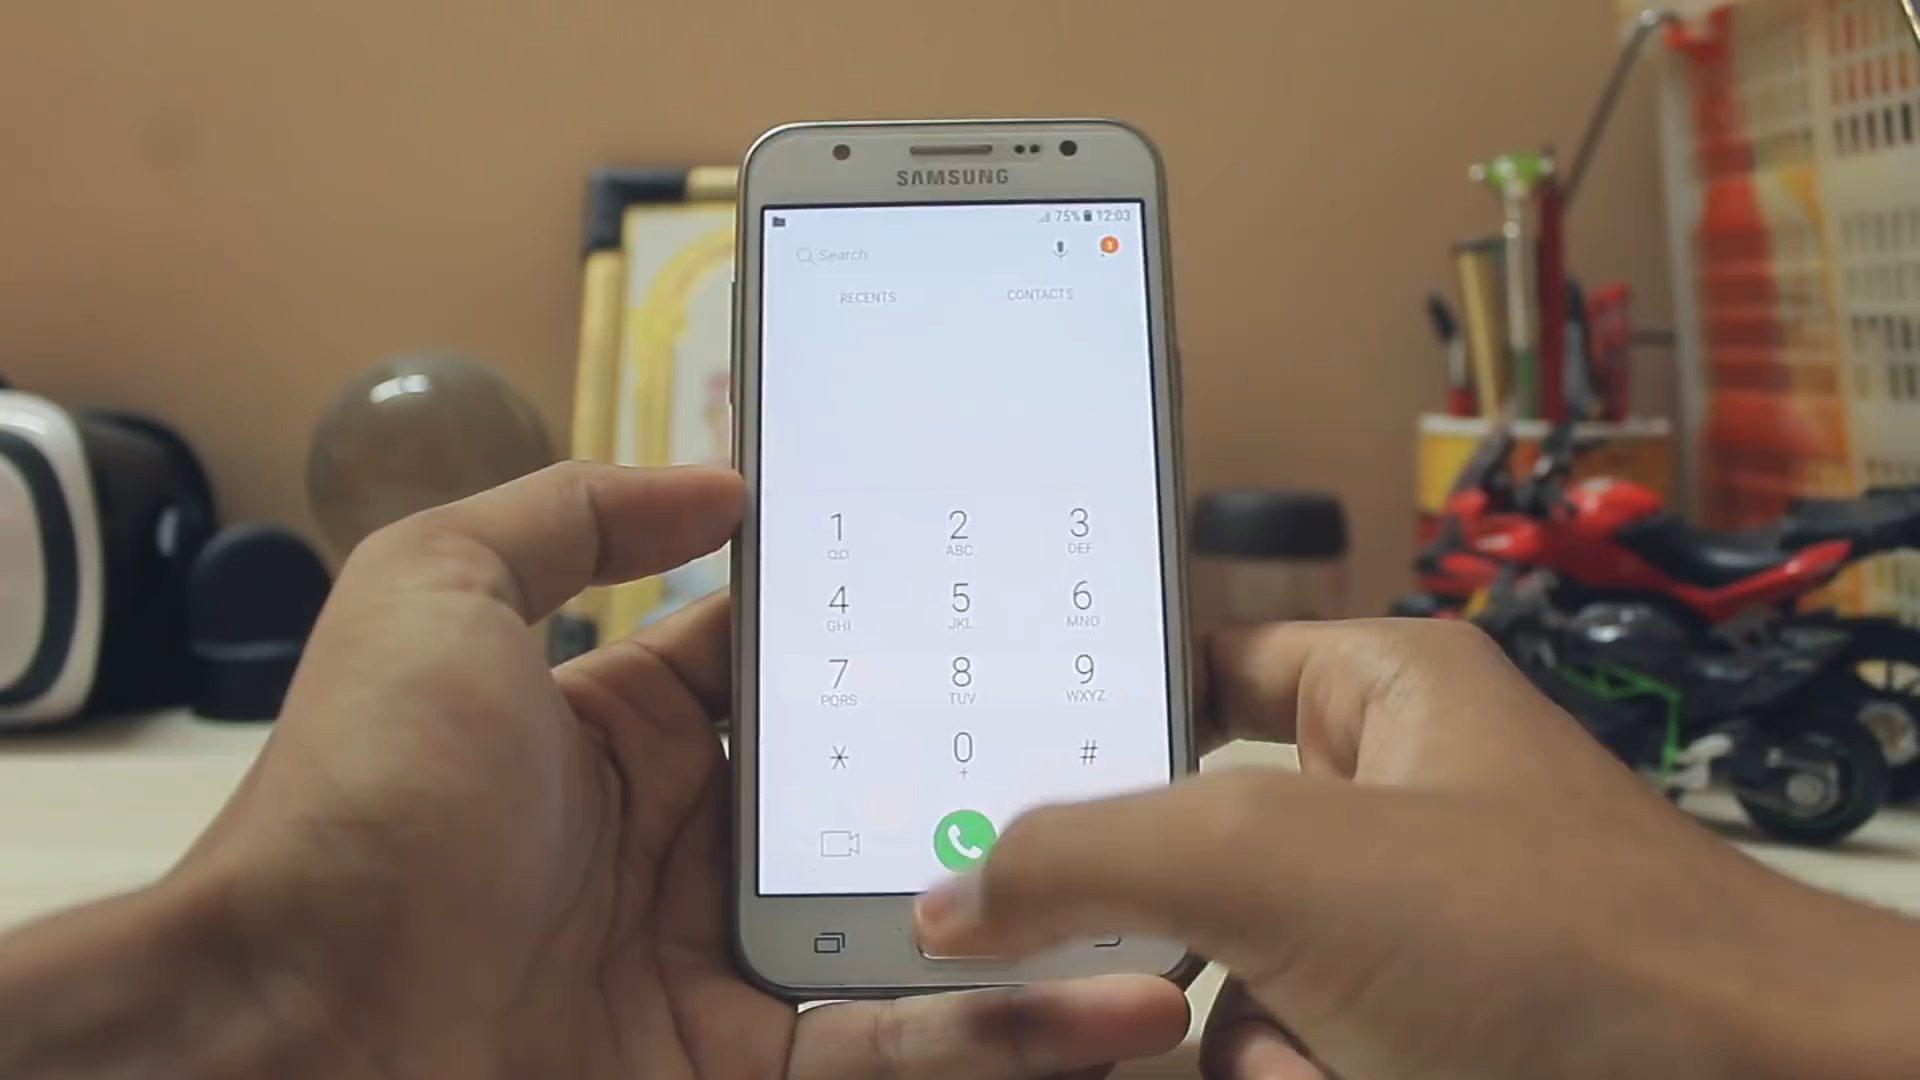 SAMSUNG
75% 12:03
Search
1
RECENTS CONTACTS
1 2 3
ABC DEF
4 5 6
GHI JKL MNO
7 8 9
PQRS TUV WXYZ
* 0 #
+